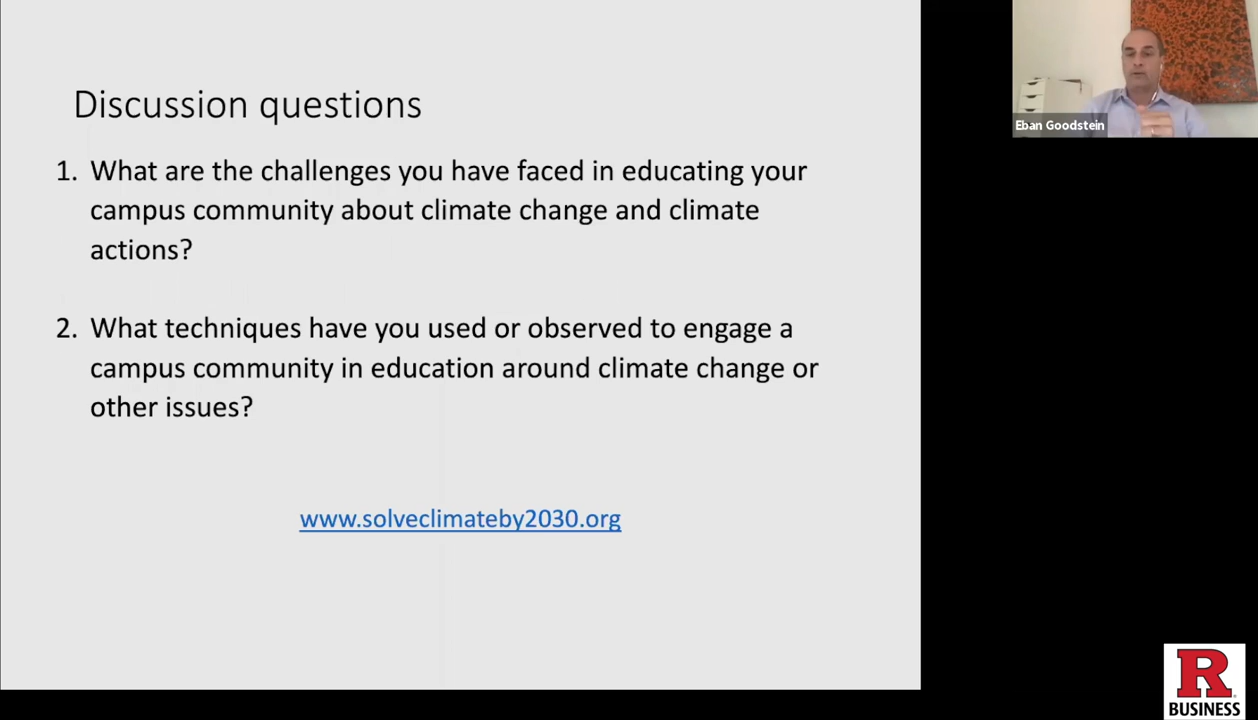 Discussion questions
1. What are the challenges you have faced in educating your
campus community about climate change and climate
actions?
2. What techniques have you used or observed to engage a
campus community in education around climate change or
other issues?
www.solveclimateby2030.org
Eban Goodstein
R
BUSINESS